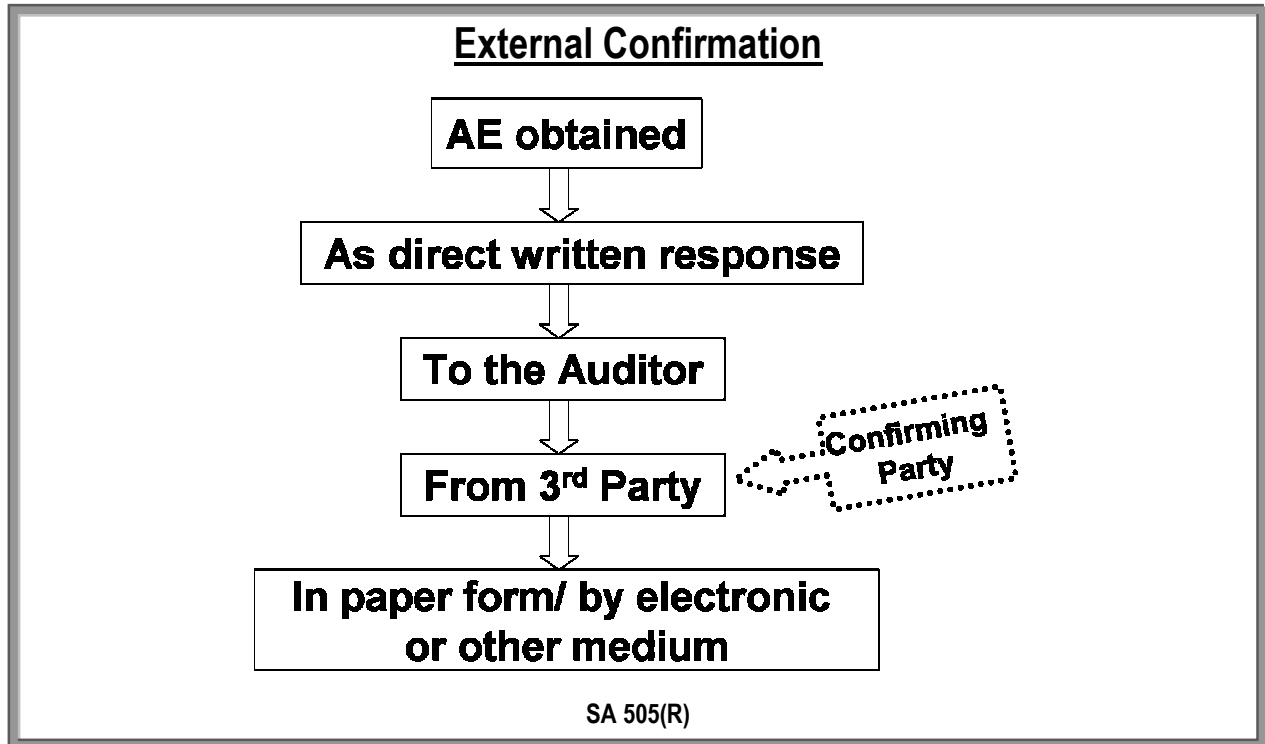 External Confirmation
AE obtained
As direct written response
To the Auditor
From 3rd Party
Confirming
Party
In paper form/ by electronic
or other medium
SA 505(R)